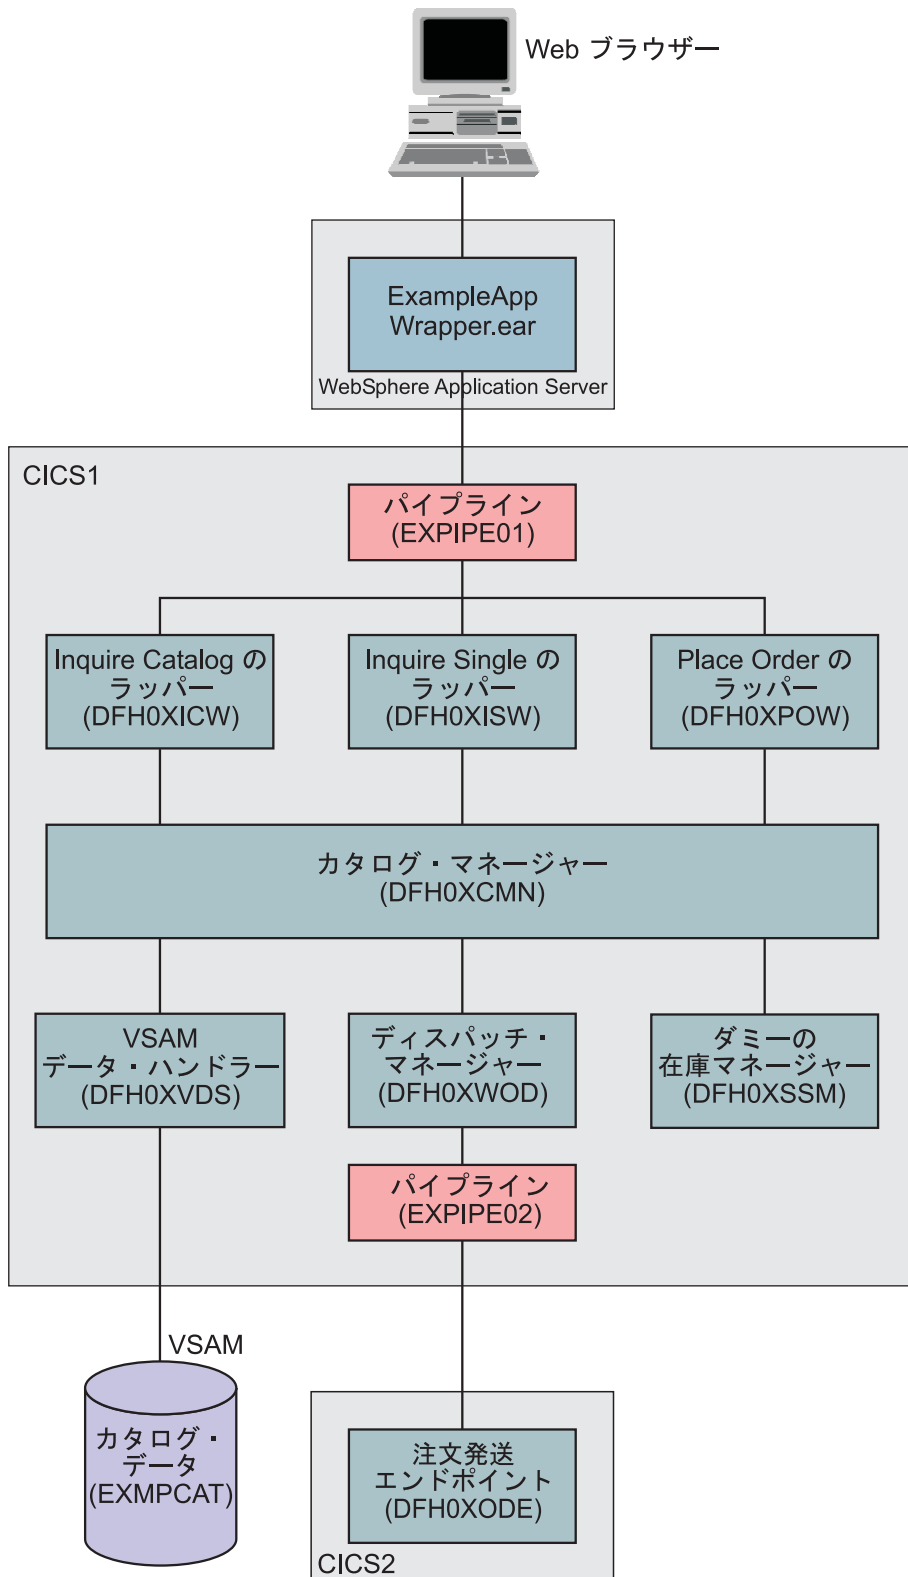 Web ブラウザー
ExampleApp
Wrapper.ear
WebSphere Application Server
CICS1
パイプライン
(EXPIPE01)
Inquire Catalog の
ラッパー
(DFH0XICW)
Inquire Single の
ラッパー
(DFH0XISW)
Place Order の
ラッパー
(DFH0XPOW)
カタログ・マネージャー
(DFH0XCMN)
VSAM
データ・ハンドラー
(DFH0XVDS)
ディスパッチ・
マネージャー
(DFH0XWOD)
ダミーの
在庫マネージャー
(DFH0XSSM)
パイプライン
(EXPIPE02)
VSAM
カタログ・
データ
(EXMPCAT)
注文発送
エンドポイント
(DFH0XODE)
CICS2